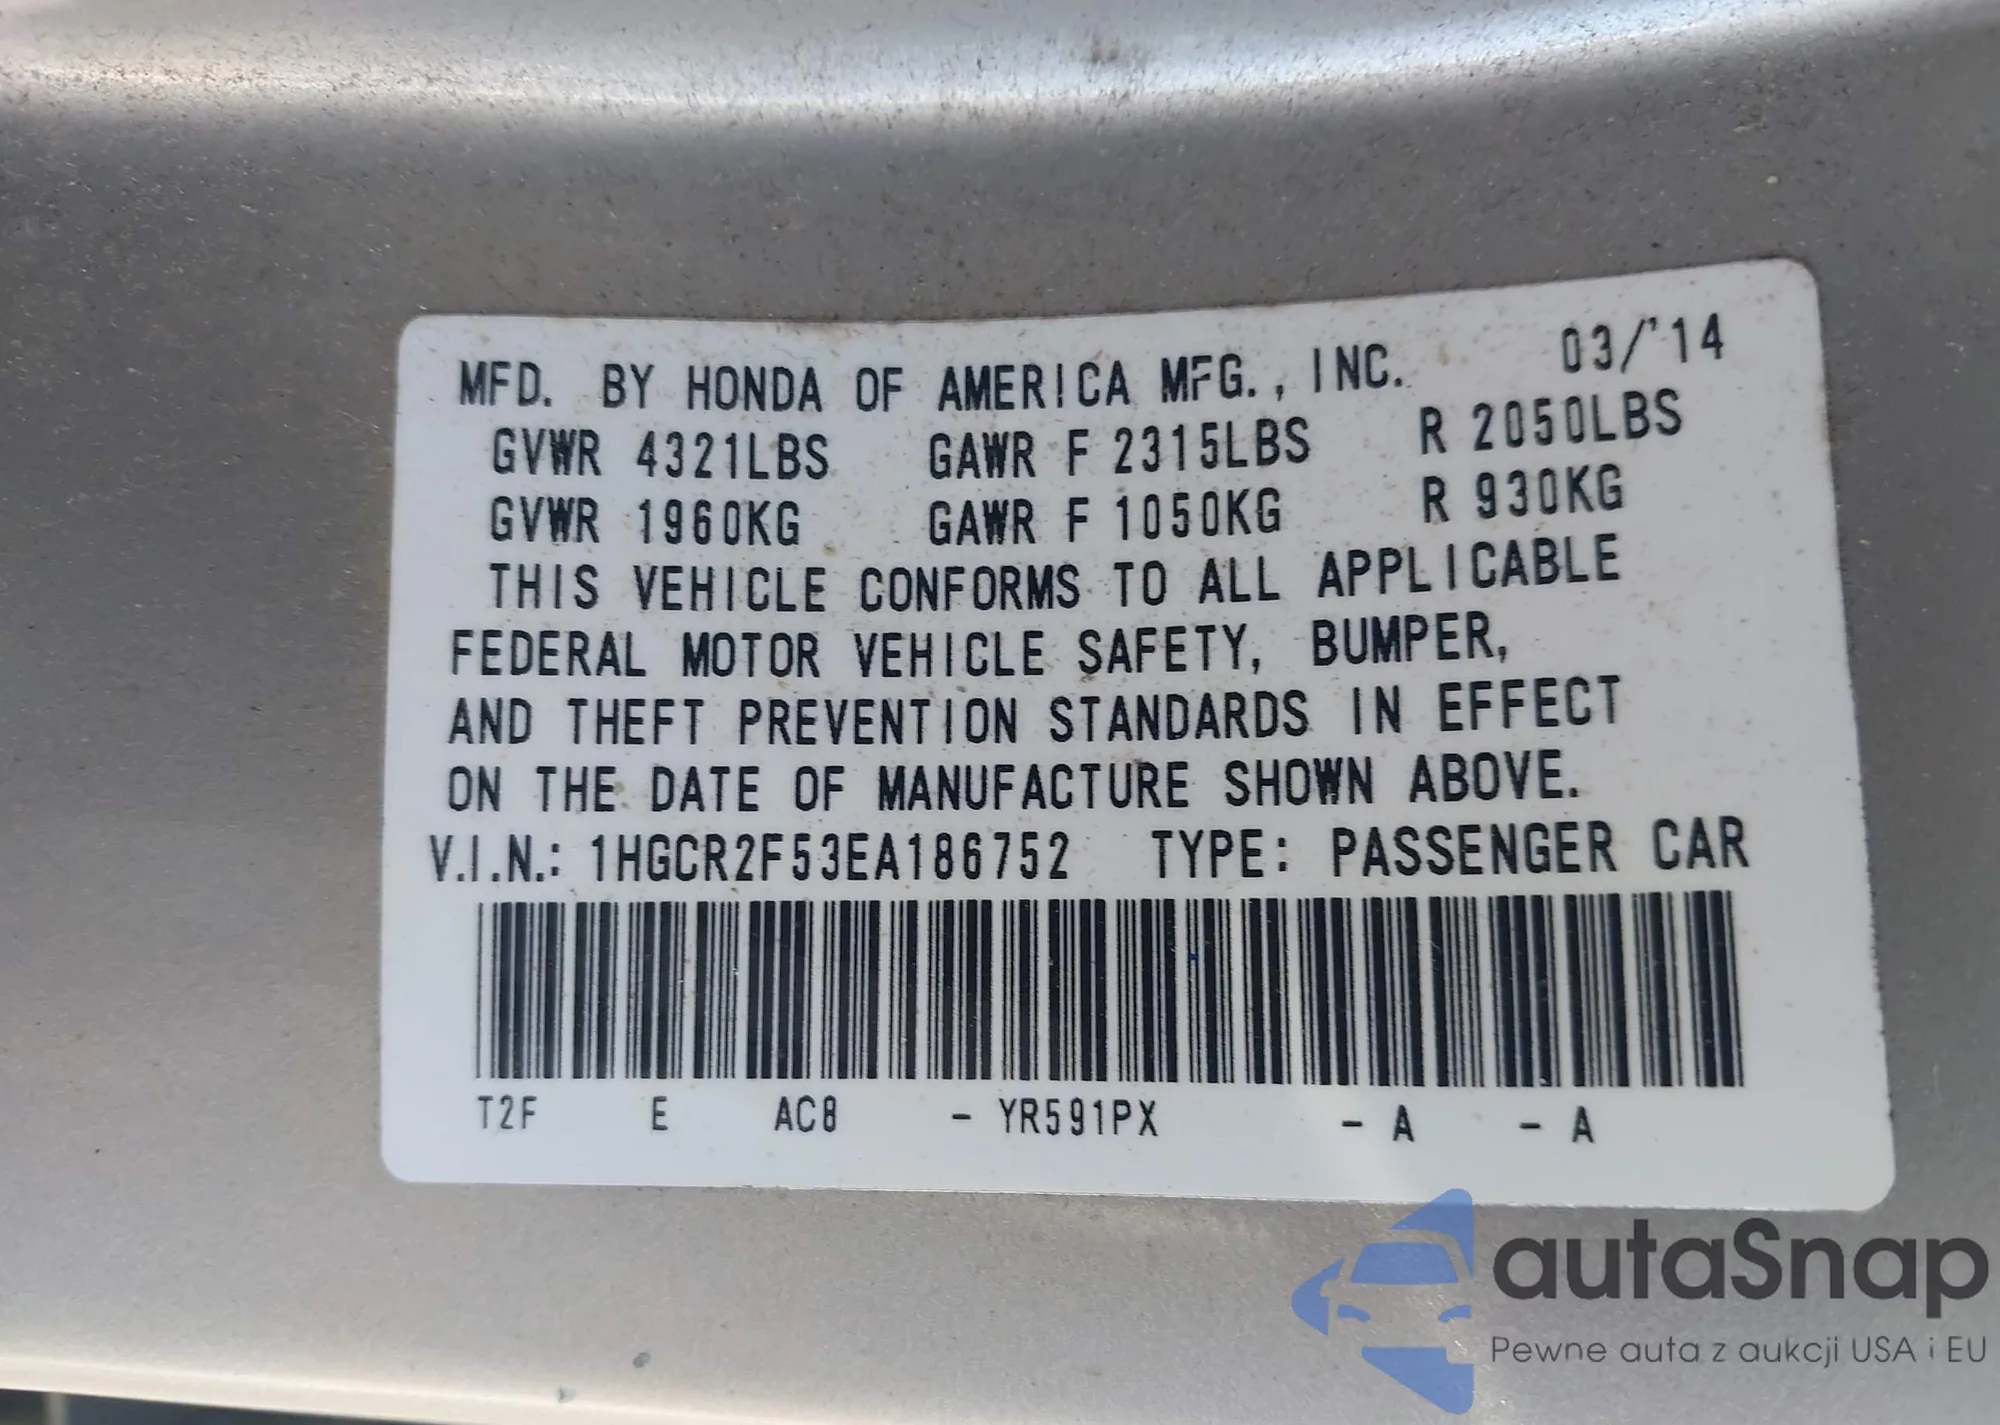 MFD. BY HONDA OF AMERICA MFG., INC. 03/'14
GVWR 4321LBS GAWR F 2315LBS R 2050LBS
GVWR 1960KG GAWR F 1050KG R 930KG
THIS VEHICLE CONFORMS TO ALL APPLICABLE
FEDERAL MOTOR VEHICLE SAFETY, BUMPER,
AND THEFT PREVENTION STANDARDS IN EFFECT
ON THE DATE OF MANUFACTURE SHOWN ABOVE.
V.I.N.: 1HGCR2F53EA186752 TYPE: PASSENGER CAR
T2F E AC8 - YR591PX - A - A
autaSnap
Pewne auta z aukcji USA i EU